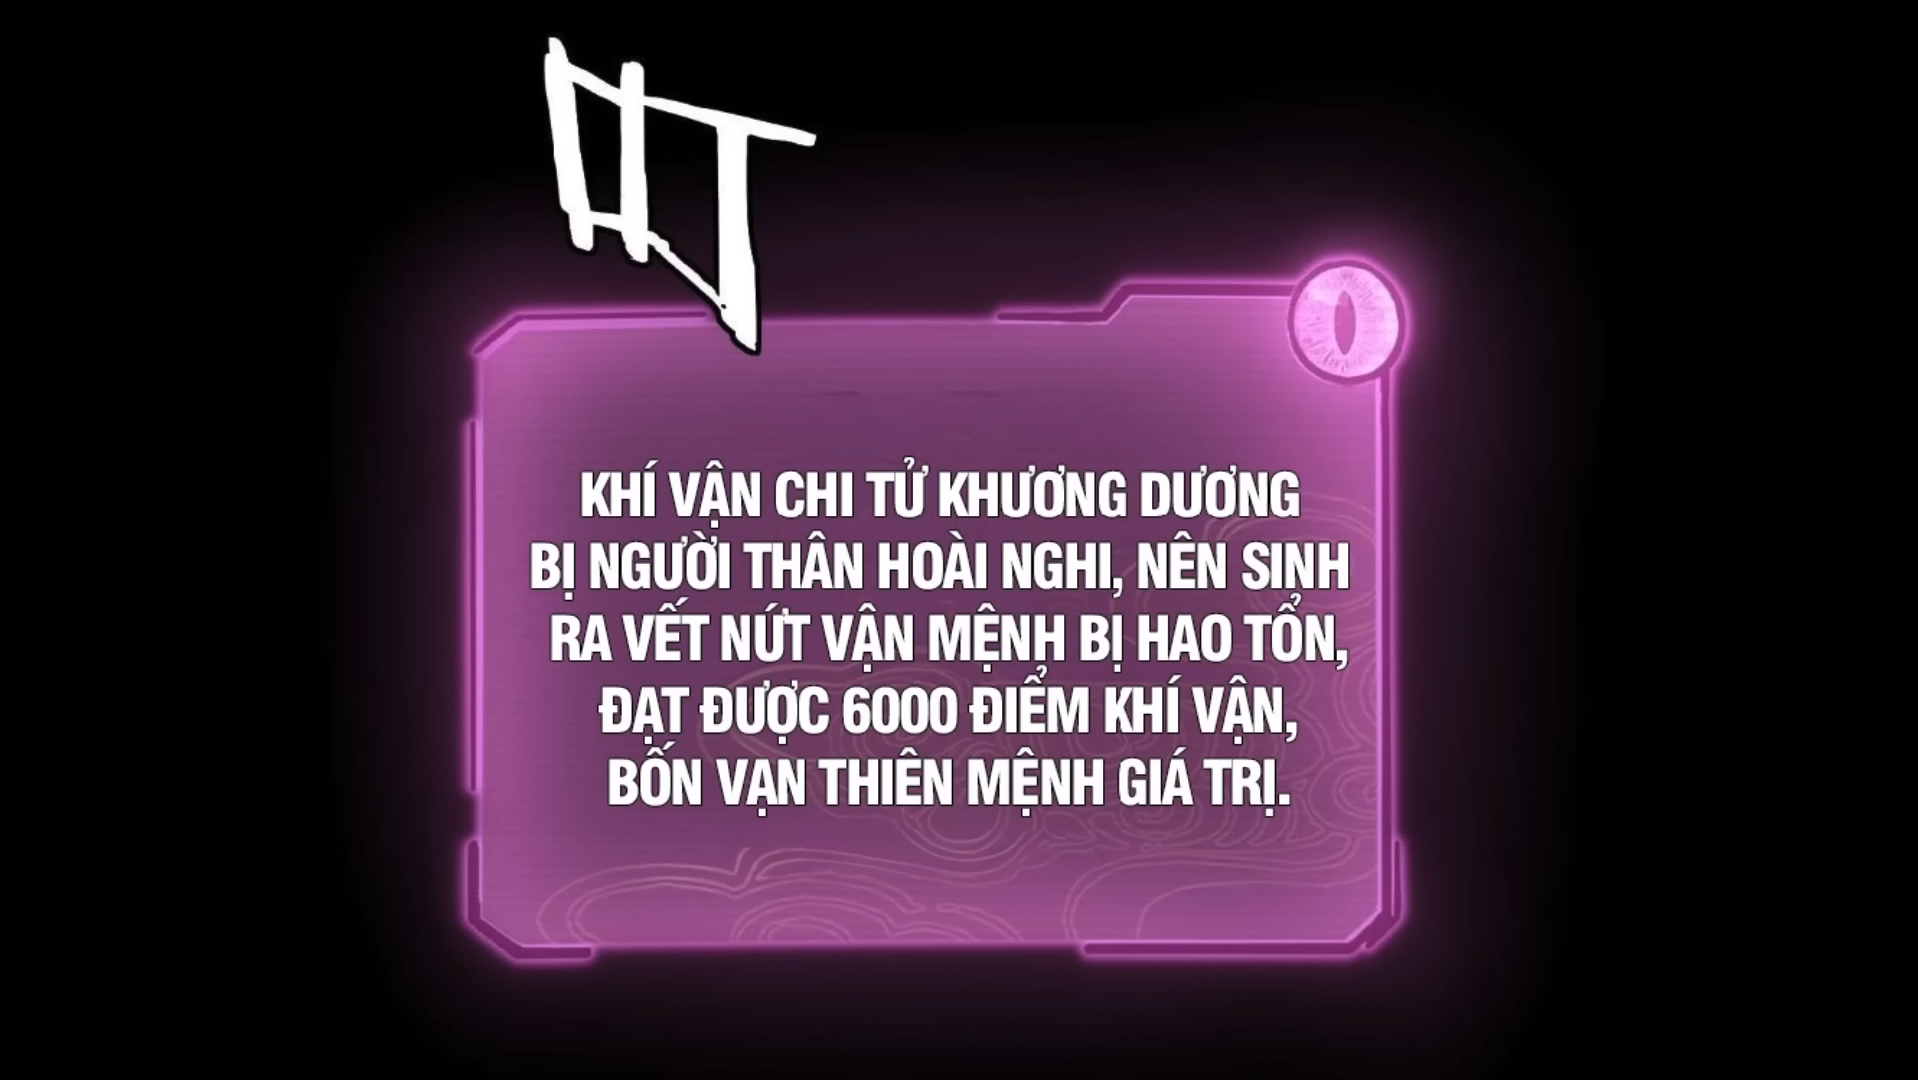 叮
KHÍ VẬN CHI TỬ KHƯƠNG DƯƠNG
BỊ NGƯỜI THÂN HOÀI NGHI, NÊN SINH
RA VẾT NỨT VẬN MỆNH BỊ HAO TỔN,
ĐẠT ĐƯỢC 6000 ĐIỂM KHÍ VẬN,
BỐN VẠN THIÊN MỆNH GIÁ TRỊ.